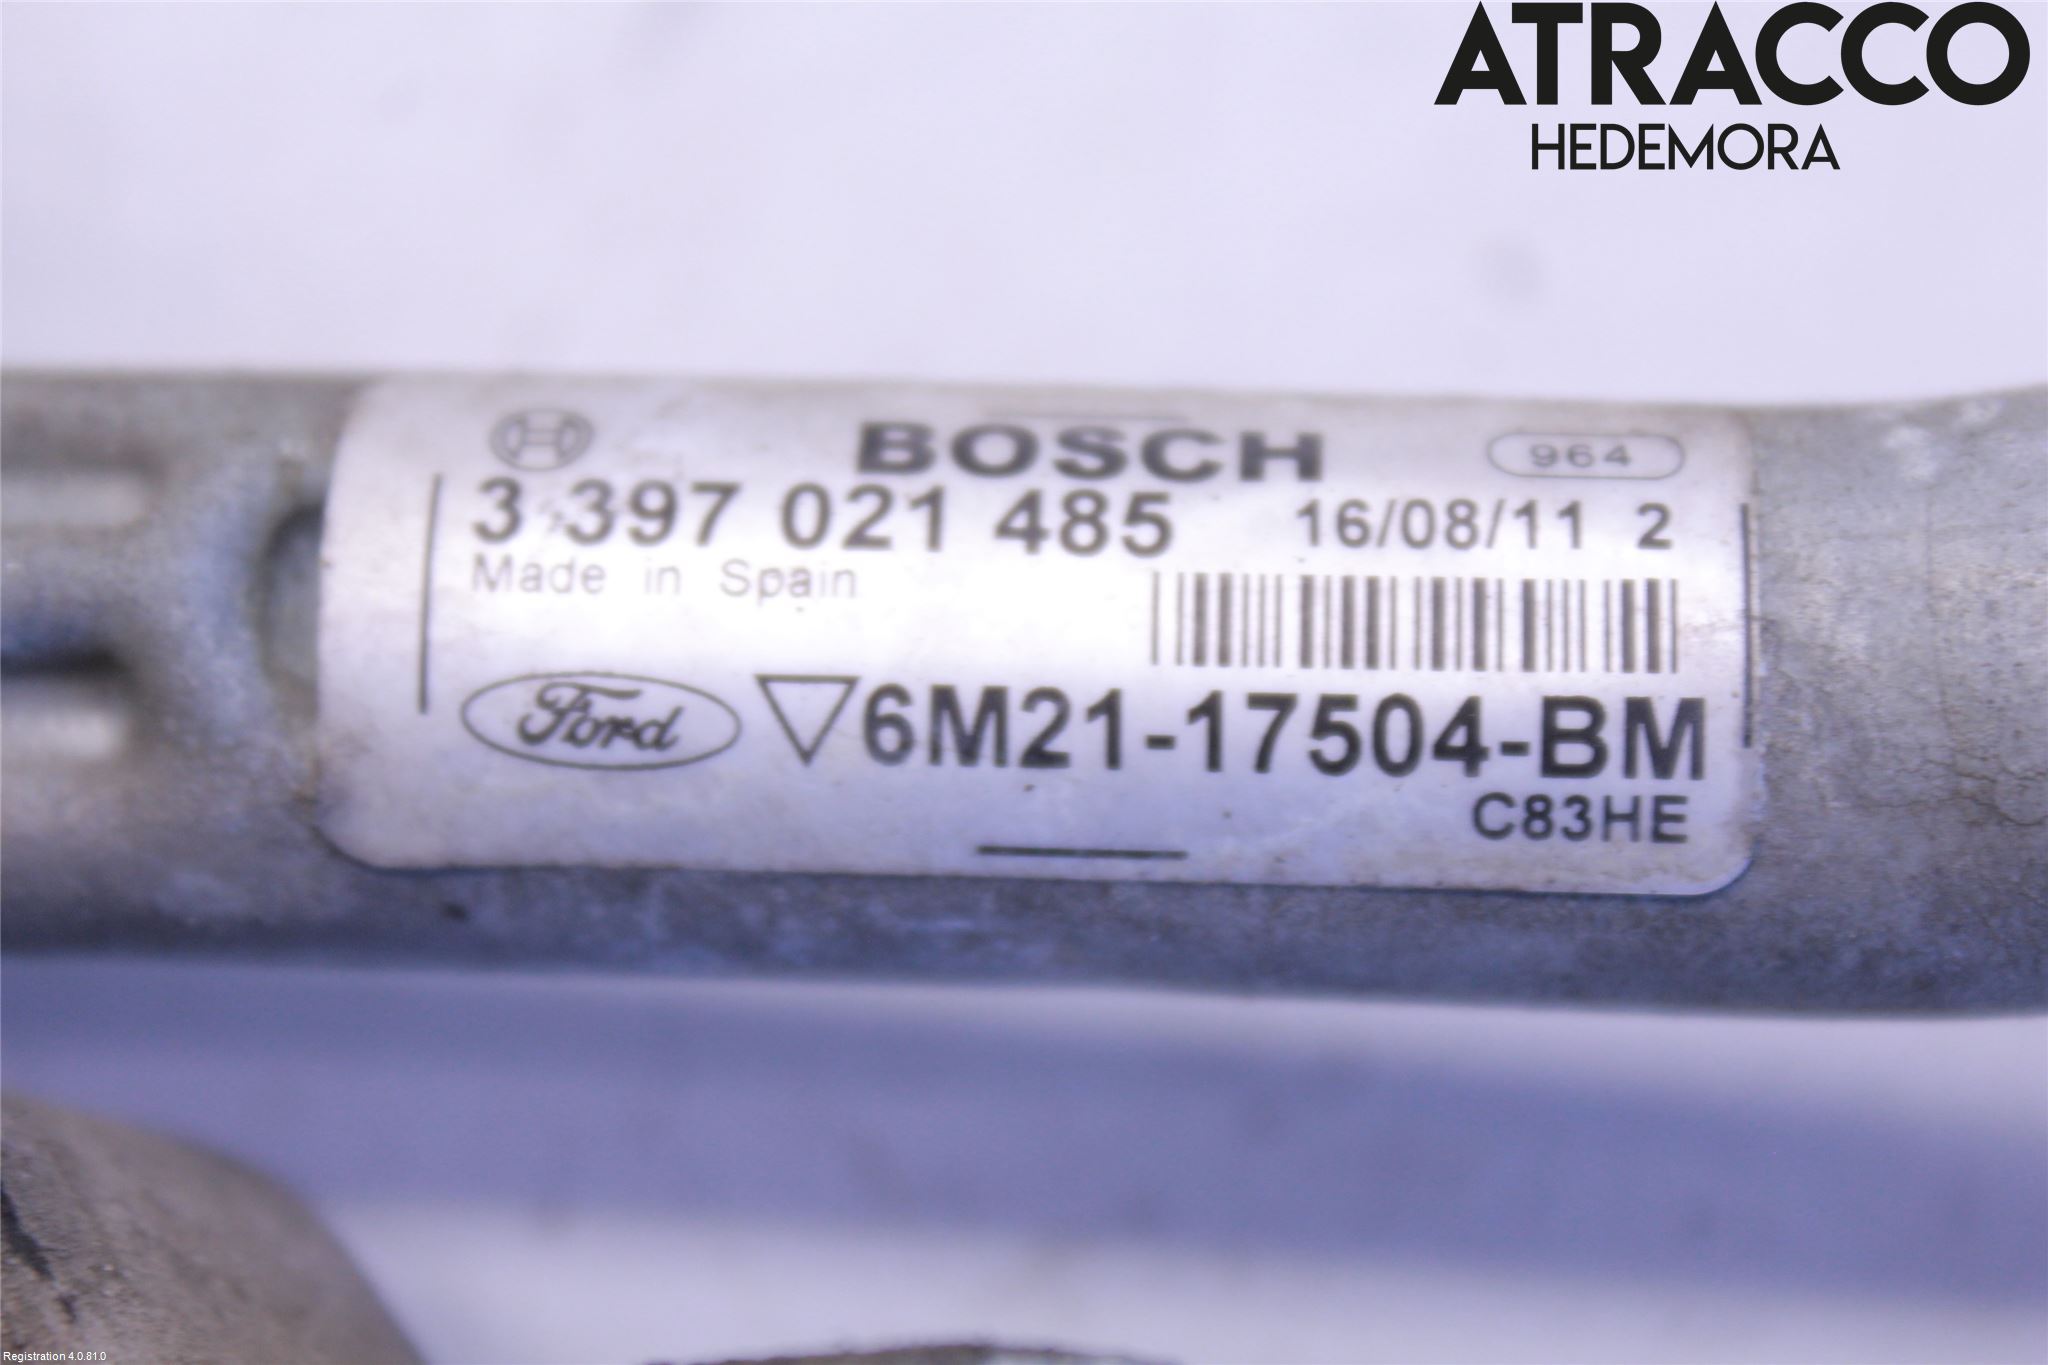 ATRACCO
HEDEMORA
BOSCH
964
3 397 021 485
16/08/11 2
Made in Spain
Ford
6M21-17504-BM
C83HE
Registration 4.0.81.0